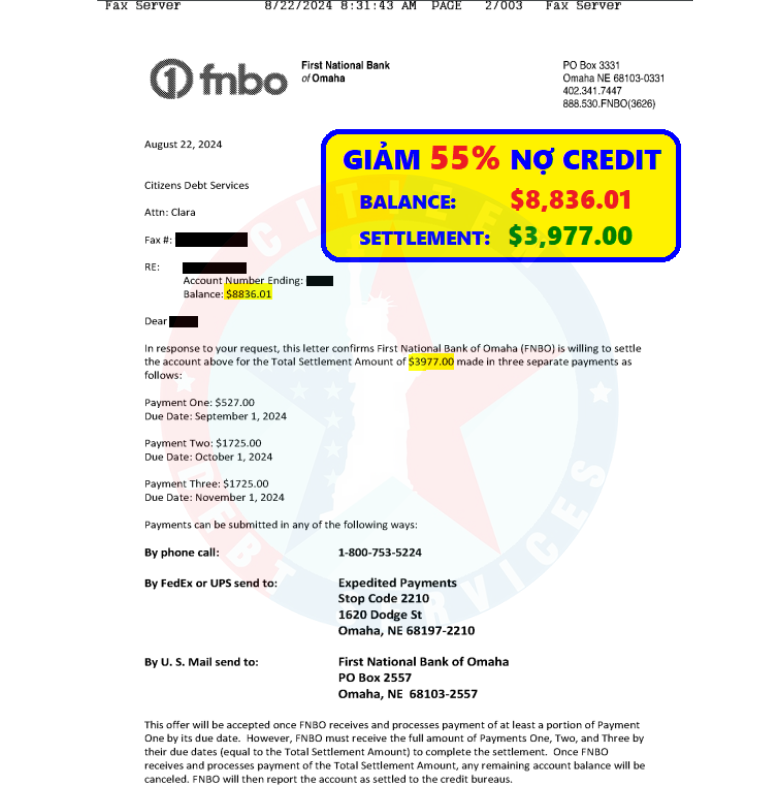 Fax Server 8/22/2024 8:31:43 AM PAGE 2/003 Fax Server
fnbo
First National Bank
of Omaha
PO Box 3331
Omaha NE 68103-0331
402.341.7447
888.530.FNBO(3626)
August 22, 2024
GIẢM 55% NỢ CREDIT
BALANCE: $8,836.01
SETTLEMENT: $3,977.00
Citizens Debt Services
Attn: Clara
Fax #:
RE:
Account Number Ending:
Balance: $8836.01
Dear
In response to your request, this letter confirms First National Bank of Omaha (FNBO) is willing to settle
the account above for the Total Settlement Amount of $3977.00 made in three separate payments as
follows:
Payment One: $527.00
Due Date: September 1, 2024
Payment Two: $1725.00
Due Date: October 1, 2024
Payment Three: $1725.00
Due Date: November 1, 2024
Payments can be submitted in any of the following ways:
By phone call: 1-800-753-5224
By FedEx or UPS send to: Expedited Payments
Stop Code 2210
1620 Dodge St
Omaha, NE 68197-2210
By U. S. Mail send to: First National Bank of Omaha
PO Box 2557
Omaha, NE 68103-2557
This offer will be accepted once FNBO receives and processes payment of at least a portion of Payment
One by its due date. However, FNBO must receive the full amount of Payments One, Two, and Three by
their due dates (equal to the Total Settlement Amount) to complete the settlement. Once FNBO
receives and processes payment of the Total Settlement Amount, any remaining account balance will be
canceled. FNBO will then report the account as settled to the credit bureaus.
CITIZENS
DEBT SERVICES